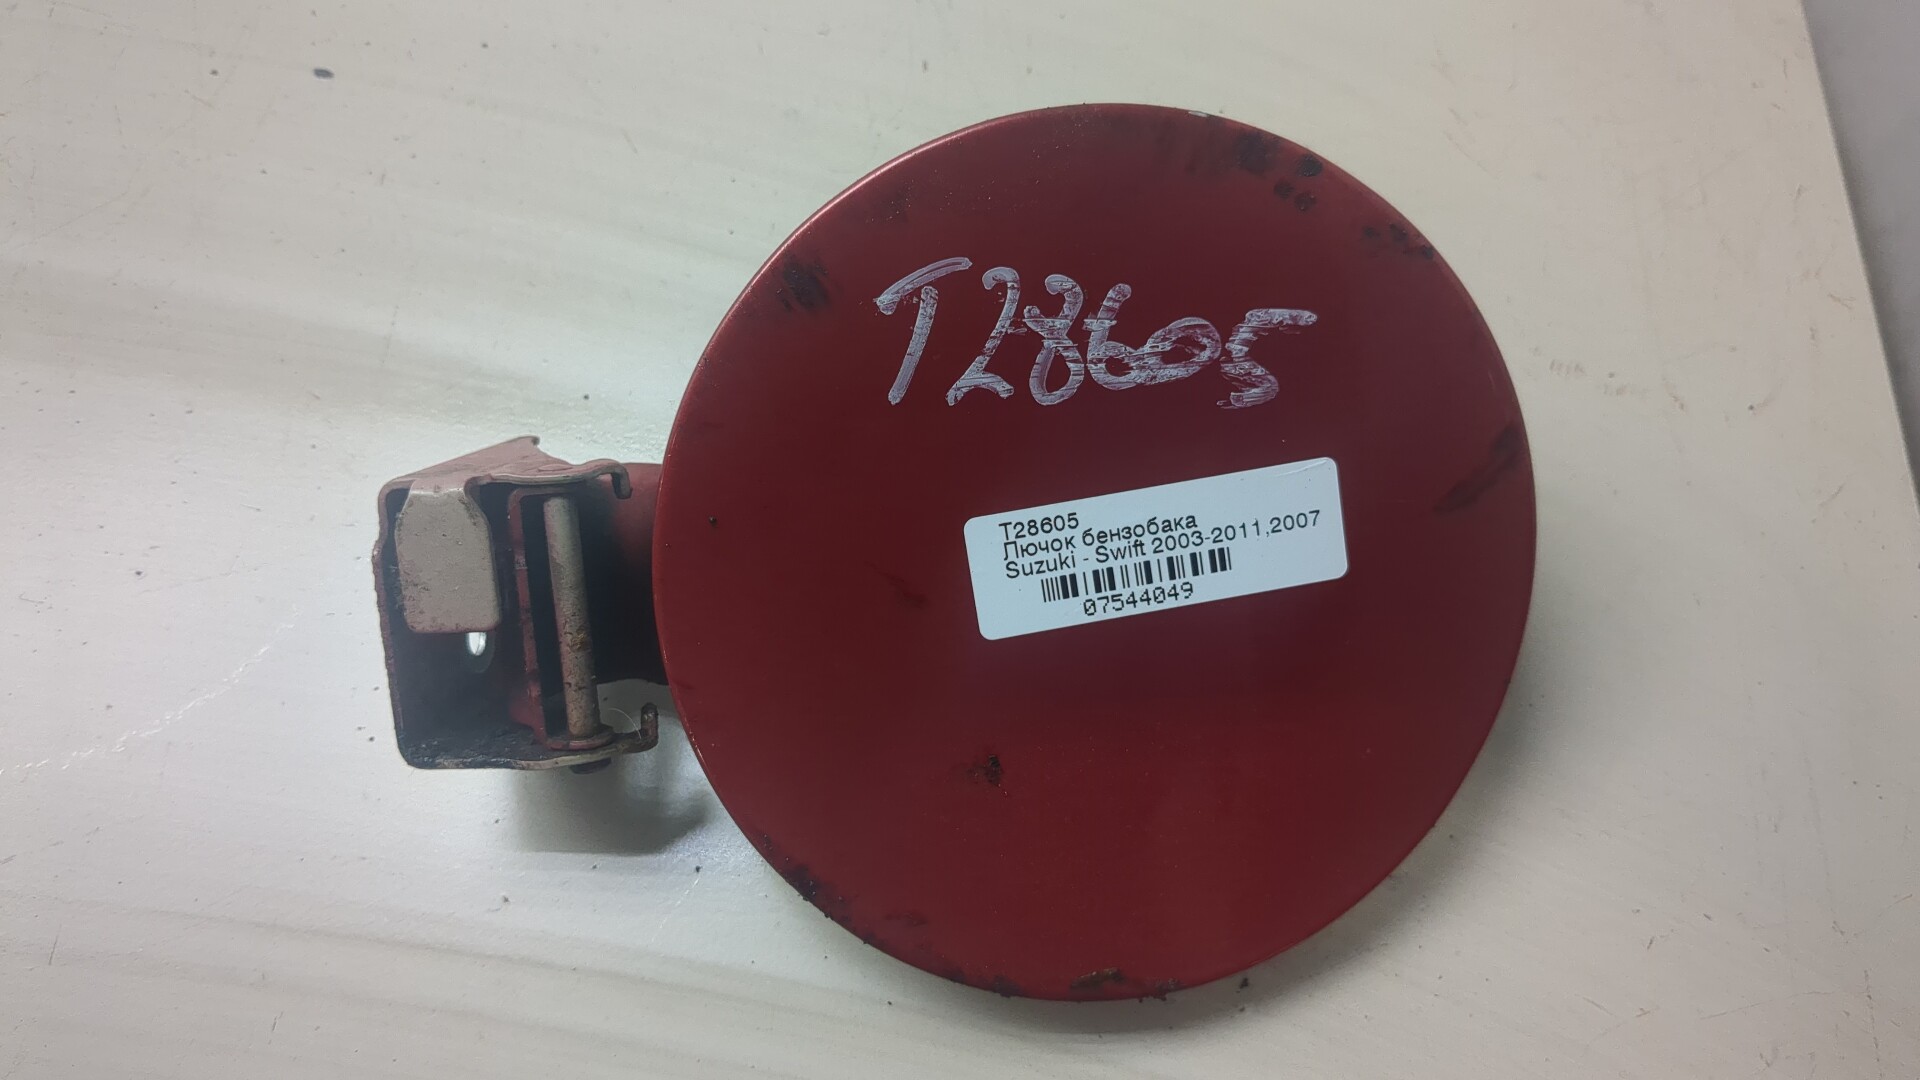 T28605
T28605
Лючок бензобака
Suzuki - Swift 2003-2011,2007
07544049